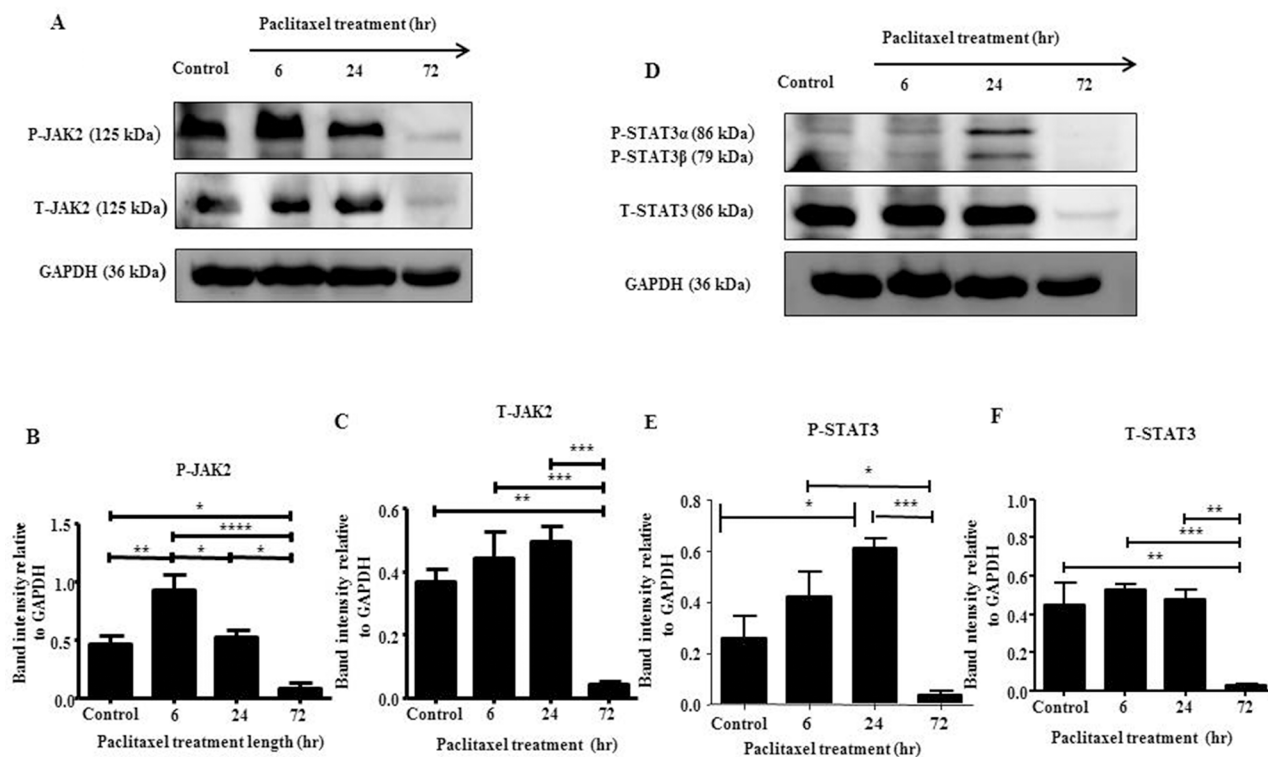 A
Paclitaxel treatment (hr)
Control 6 24 72
P-JAK2 (125 kDa)
T-JAK2 (125 kDa)
GAPDH (36 kDa)
D
Paclitaxel treatment (hr)
Control 6 24 72
P-STAT3α (86 kDa)
P-STAT3β (79 kDa)
T-STAT3 (86 kDa)
GAPDH (36 kDa)
B
P-JAK2
*
****
** * *
1.5
1.0
0.5
0.0
Band intensity relative
to GAPDH
Control 6 24 72
Paclitaxel treatment length (hr)
C
T-JAK2
***
***
**
0.6
0.4
0.2
0.0
Band intensity relative
to GAPDH
Control 6 24 72
Paclitaxel treatment (hr)
E
P-STAT3
*
* ***
0.8
0.6
0.4
0.2
0.0
Band intensity relative
to GAPDH
Control 6 24 72
Paclitaxel treatment (hr)
F
T-STAT3
**
***
**
1.0
0.8
0.6
0.4
0.2
0.0
Band ntensity relative
to GAPDH
Control 6 24 72
Paclitaxel treatment (hr)